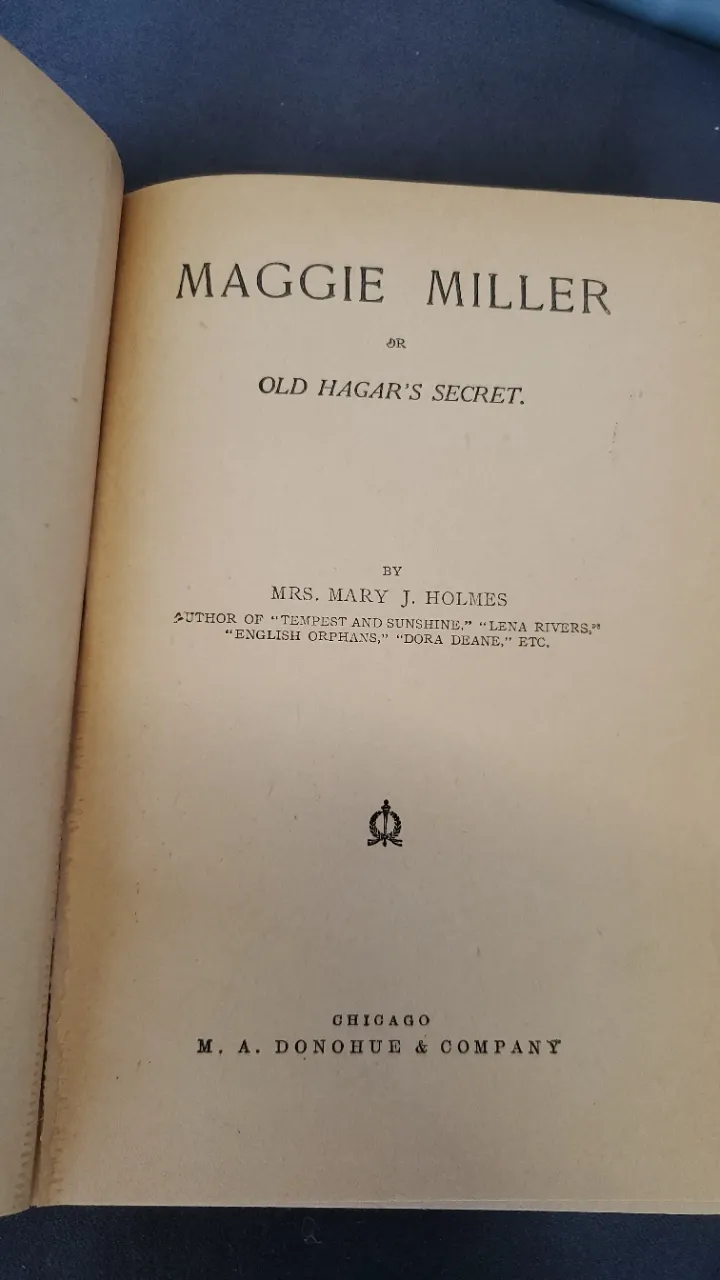 MAGGIE MILLER
OR
OLD HAGAR'S SECRET.
BY
MRS. MARY J. HOLMES
AUTHOR OF "TEMPEST AND SUNSHINE," "LENA RIVERS,"
"ENGLISH ORPHANS," "DORA DEANE," ETC.
CHICAGO
M. A. DONOHUE & COMPANY